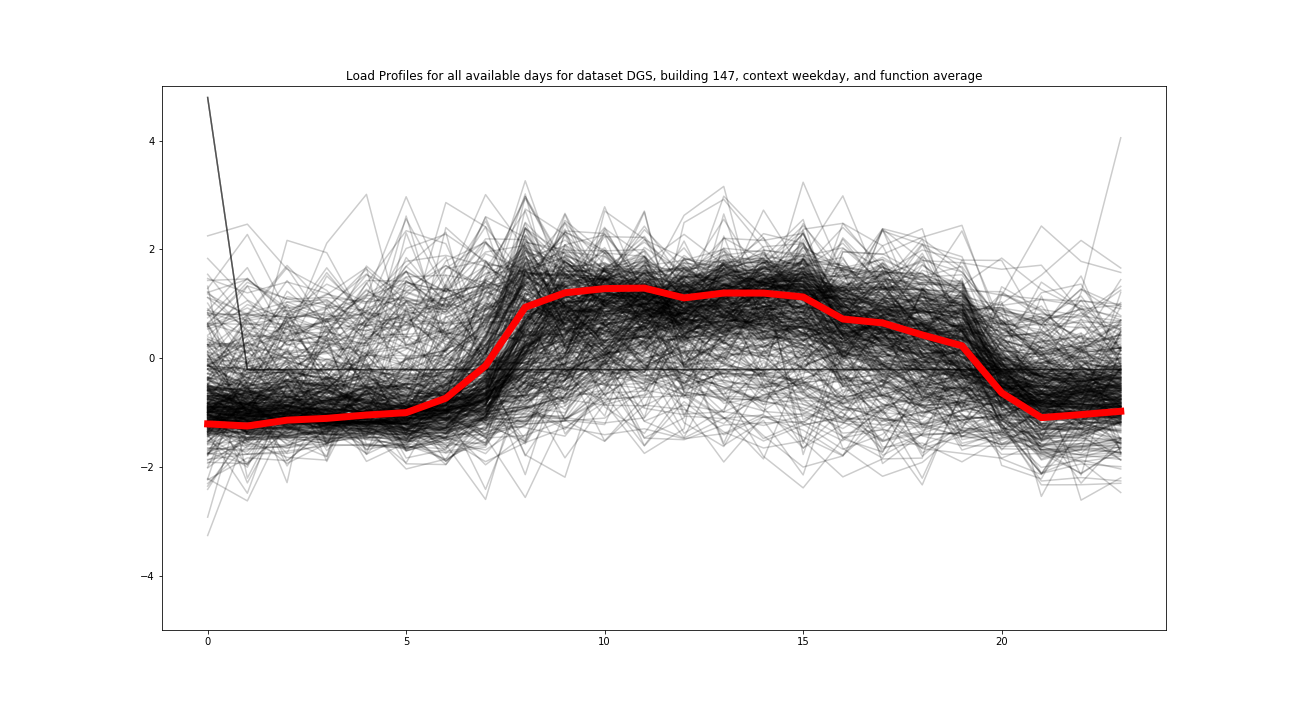 Load Profiles for all available days for dataset DGS, building 147, context weekday, and function average
4
2
0
−2
−4
0 5 10 15 20